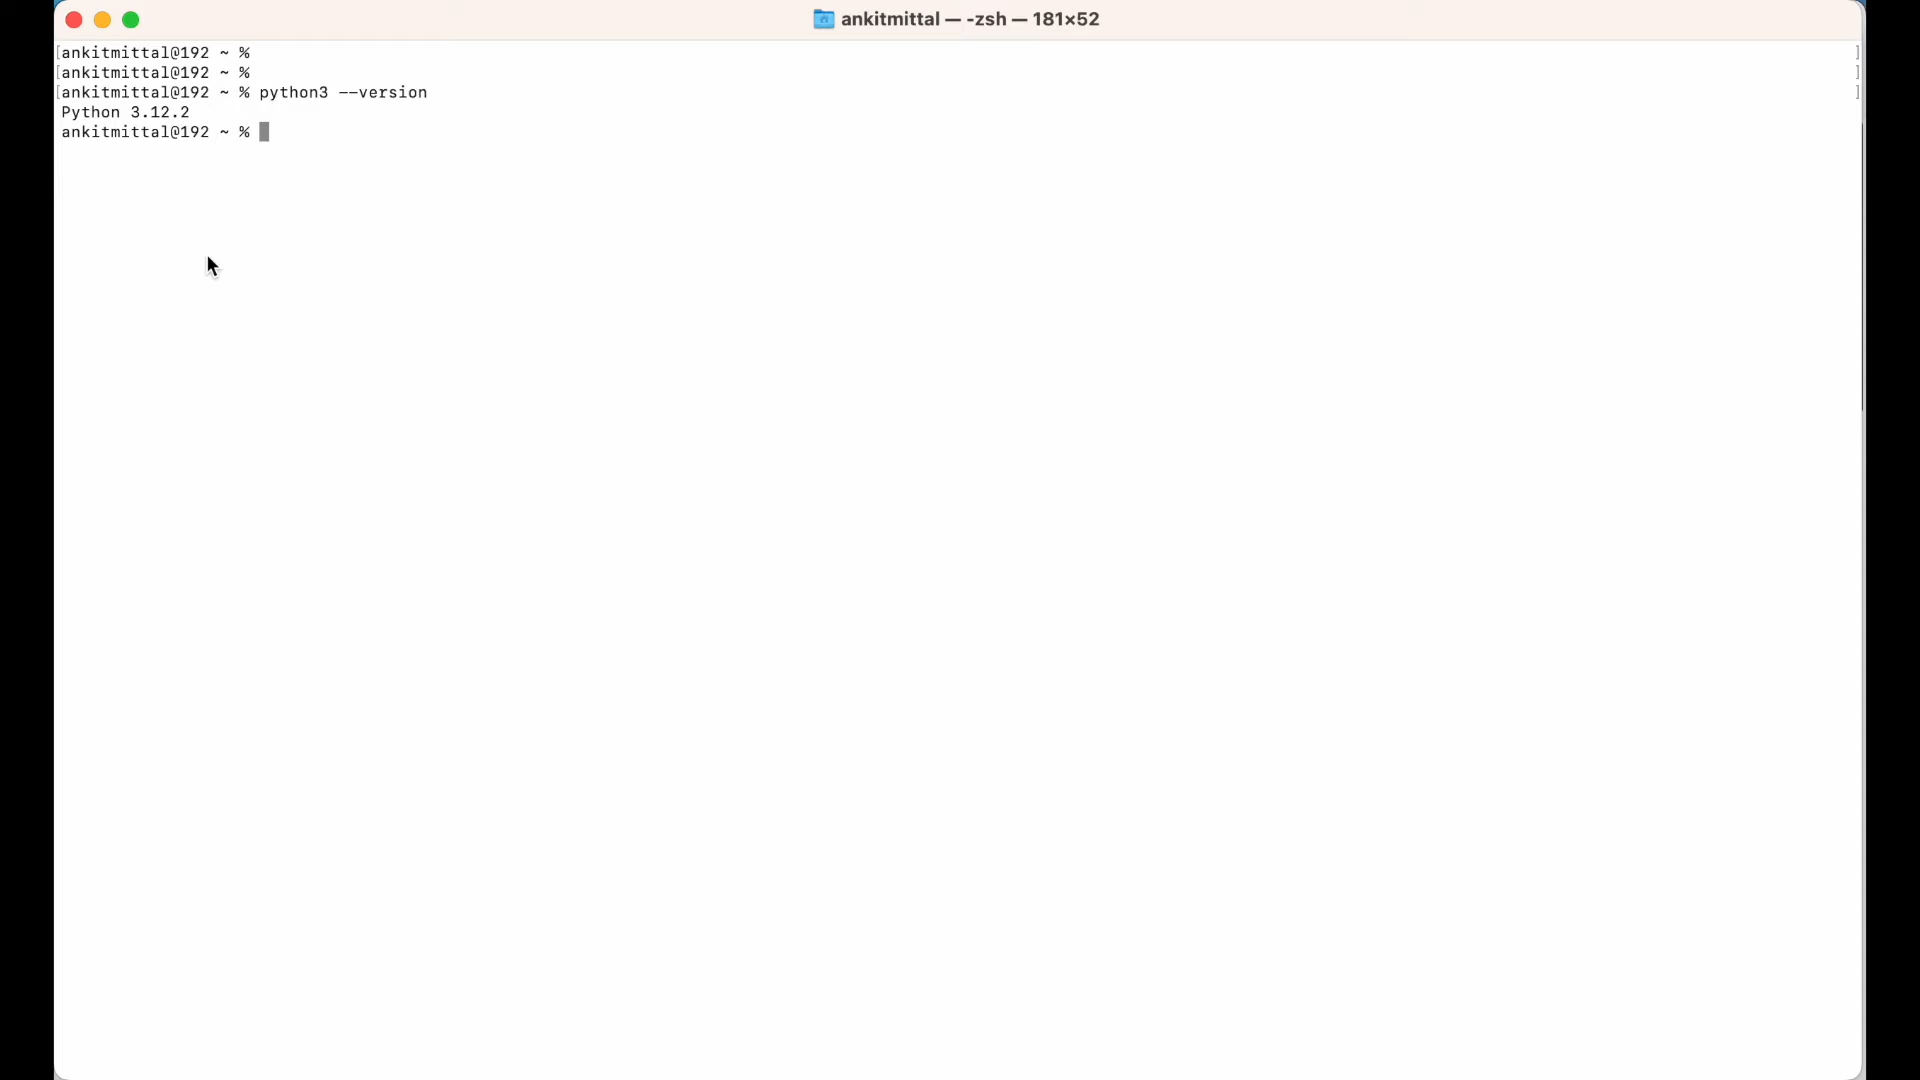 ankitmittal — -zsh — 181×52
[ankitmittal@192 ~ % ]
[ankitmittal@192 ~ % ]
[ankitmittal@192 ~ % python3 --version ]
Python 3.12.2
ankitmittal@192 ~ %